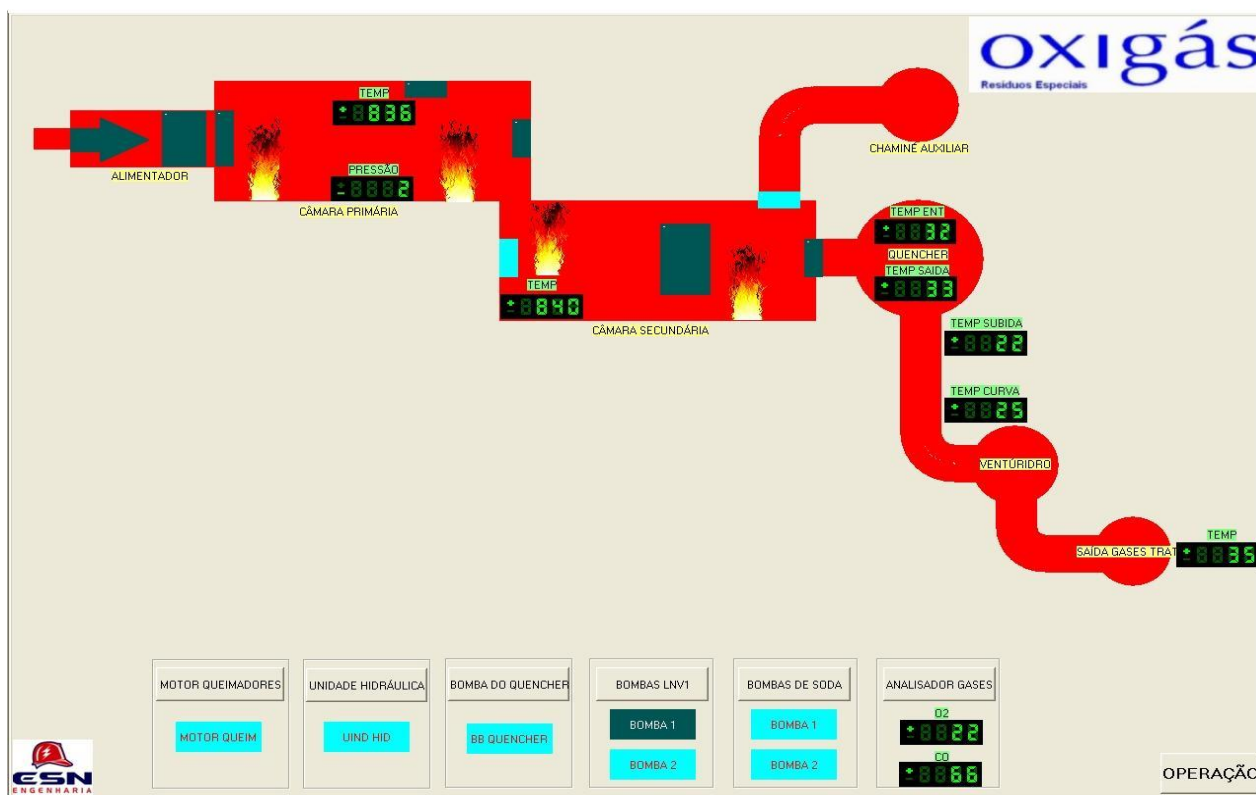 oxigás
Resíduos Especiais
TEMP
836
PRESSÃO
2
ALIMENTADOR
CÂMARA PRIMÁRIA
CHAMINÉ AUXILIAR
TEMP ENT
32
QUENCHER
TEMP SAIDA
33
TEMP
840
CÂMARA SECUNDÁRIA
TEMP SUBIDA
22
TEMP CURVA
25
VENTÚRIDRO
SAÍDA GASES TRAT
TEMP
35
MOTOR QUEIMADORES
MOTOR QUEIM
UNIDADE HIDRÁULICA
UIND HID
BOMBA DO QUENCHER
BB QUENCHER
BOMBAS LNV1
BOMBA 1
BOMBA 2
BOMBAS DE SODA
BOMBA 1
BOMBA 2
ANALISADOR GASES
O2
22
CO
66
ESN
ENGENHARIA
OPERAÇÃO